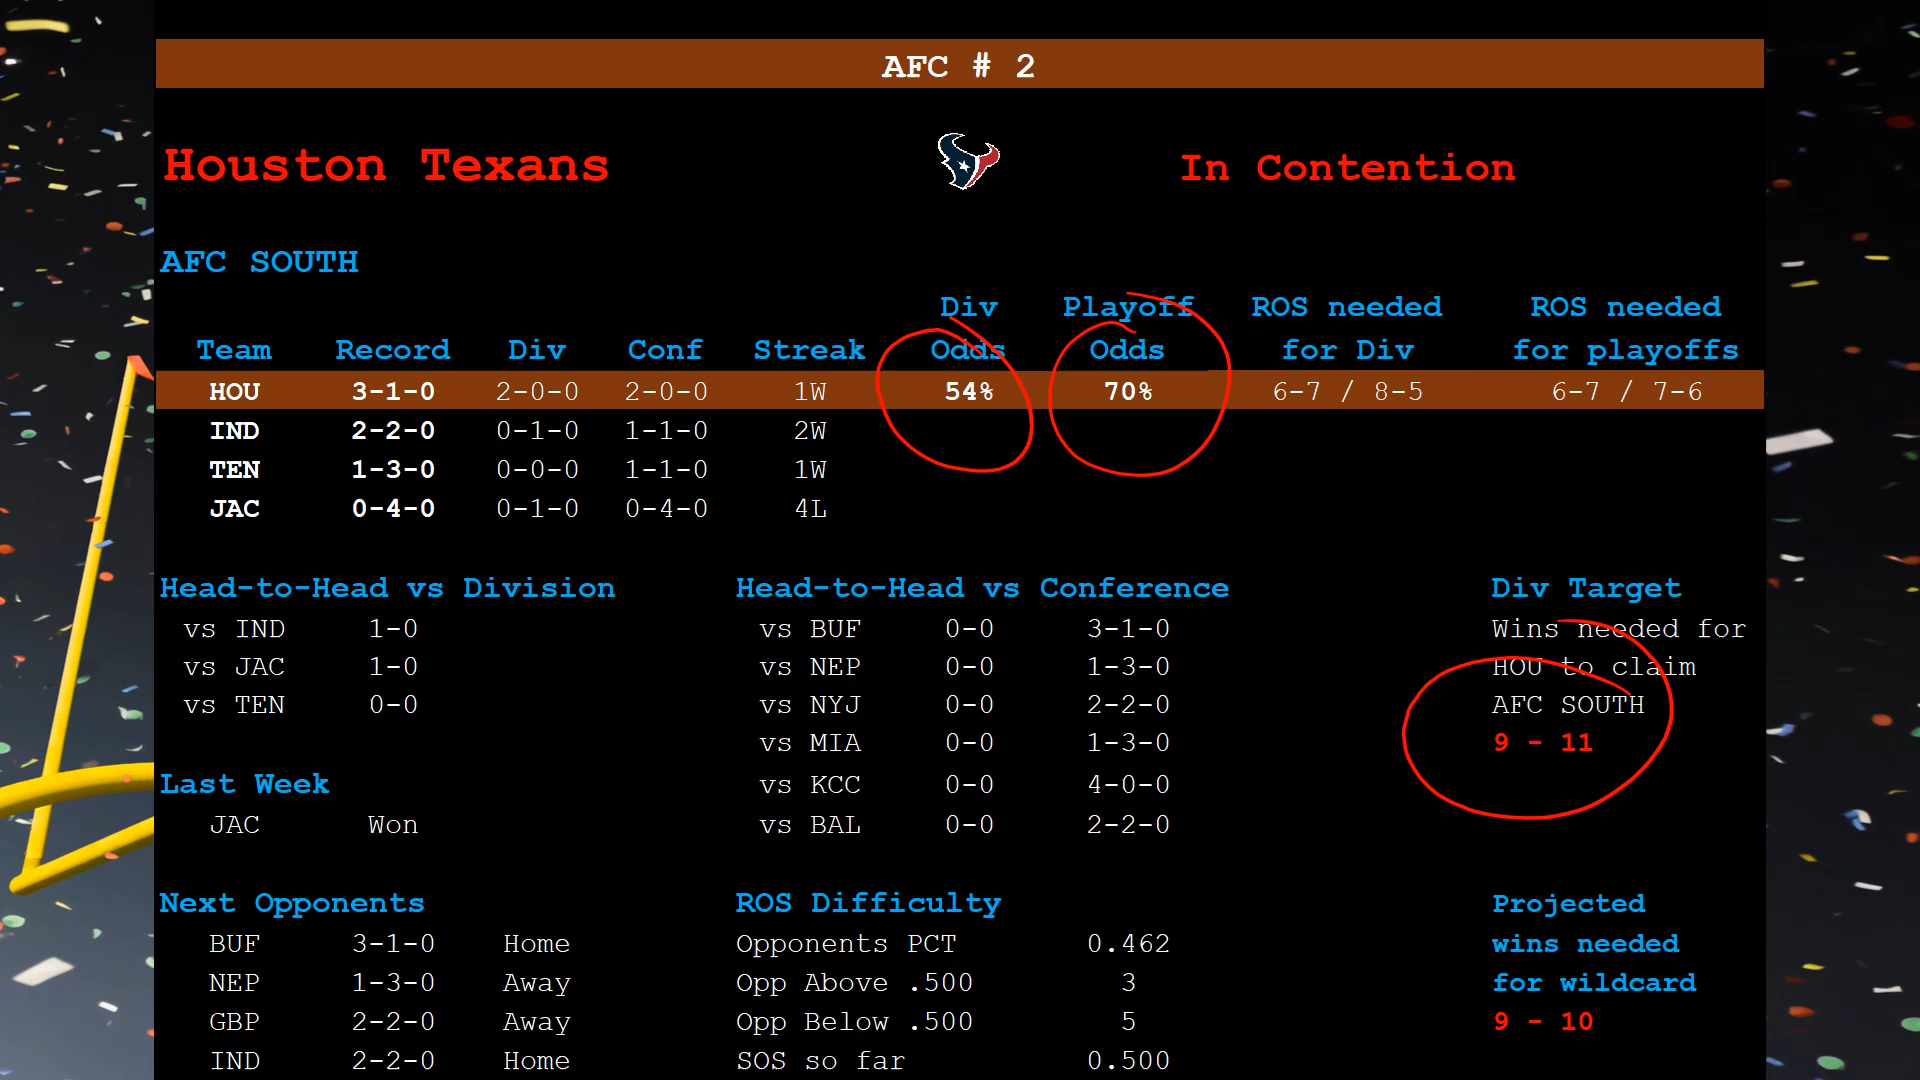 AFC # 2
Houston Texans In Contention
AFC SOUTH
Div Playoff ROS needed ROS needed
Team Record Div Conf Streak Odds Odds for Div for playoffs
HOU 3-1-0 2-0-0 2-0-0 1W 54% 70% 6-7 / 8-5 6-7 / 7-6
IND 2-2-0 0-1-0 1-1-0 2W
TEN 1-3-0 0-0-0 1-1-0 1W
JAC 0-4-0 0-1-0 0-4-0 4L
Head-to-Head vs Division Head-to-Head vs Conference Div Target
vs IND 1-0 vs BUF 0-0 3-1-0 Wins needed for
vs JAC 1-0 vs NEP 0-0 1-3-0 HOU to claim
vs TEN 0-0 vs NYJ 0-0 2-2-0 AFC SOUTH
vs MIA 0-0 1-3-0 9 - 11
Last Week vs KCC 0-0 4-0-0
JAC Won vs BAL 0-0 2-2-0
Next Opponents ROS Difficulty Projected
BUF 3-1-0 Home Opponents PCT 0.462 wins needed
NEP 1-3-0 Away Opp Above .500 3 for wildcard
GBP 2-2-0 Away Opp Below .500 5 9 - 10
IND 2-2-0 Home SOS so far 0.500